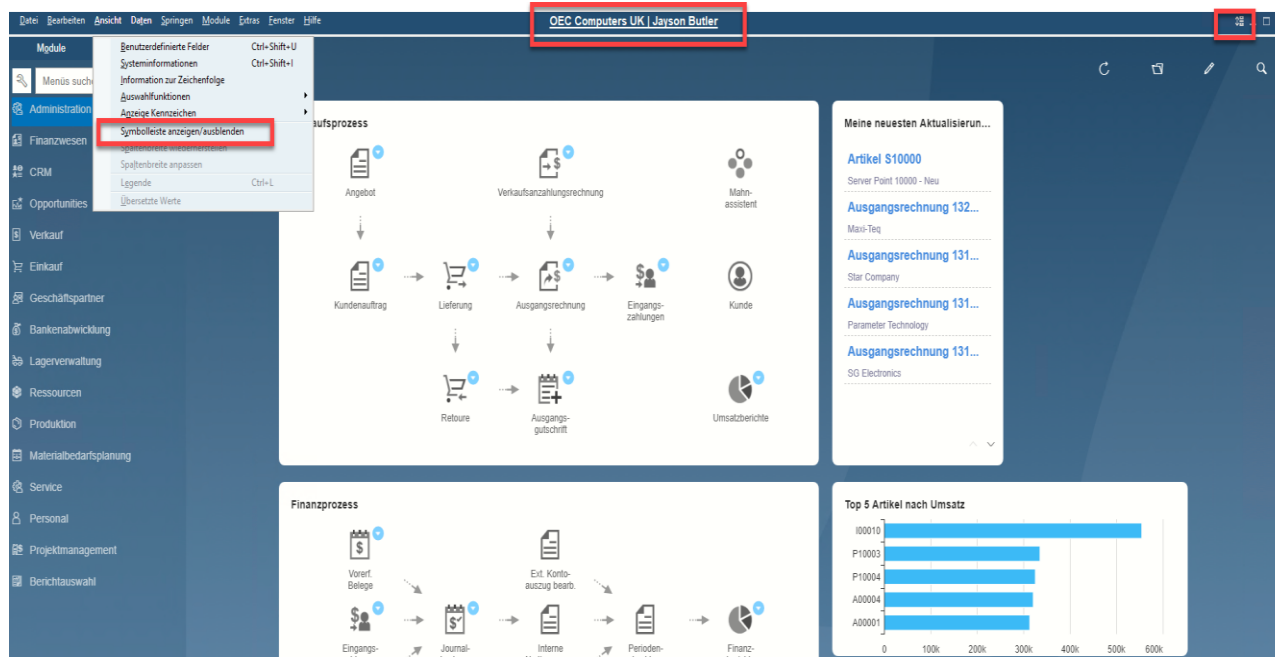 Datei Bearbeiten Ansicht Daten Springen Module Extras Fenster Hilfe
OEC Computers UK | Jayson Butler
Module
Menüs such
Administration
Finanzwesen
CRM
Opportunities
Verkauf
Einkauf
Geschäftspartner
Bankenabwicklung
Lagerverwaltung
Ressourcen
Produktion
Materialbedarfsplanung
Service
Personal
Projektmanagement
Berichtauswahl
Benutzerdefinierte Felder Ctrl+Shift+U
Systeminformationen Ctrl+Shift+I
Information zur Zeichenfolge
Auswahlfunktionen
Anzeige Kennzeichen
Symbolleiste anzeigen/ausblenden
Spaltenbreite wiederherstellen
Spaltenbreite anpassen
Legende Ctrl+L
Übersetzte Werte
aufsprozess
Angebot
Verkaufsanzahlungsrechnung
Mahn-
assistent
Kundenauftrag
Lieferung
Ausgangsrechnung
Eingangs-
zahlungen
Kunde
Retoure
Ausgangs-
gutschrift
Umsatzberichte
Meine neuesten Aktualisierun...
Artikel S10000
Server Point 10000 - Neu
Ausgangsrechnung 132...
Maxi-Teq
Ausgangsrechnung 131...
Star Company
Ausgangsrechnung 131...
Parameter Technology
Ausgangsrechnung 131...
SG Electronics
Finanzprozess
Vorerf.
Belege
Ext. Konto-
auszug bearb.
Eingangs-
Journal-
Interne
Perioden-
Finanz-
Top 5 Artikel nach Umsatz
I00010
P10003
P10004
A00004
A00001
0 100k 200k 300k 400k 500k 600k